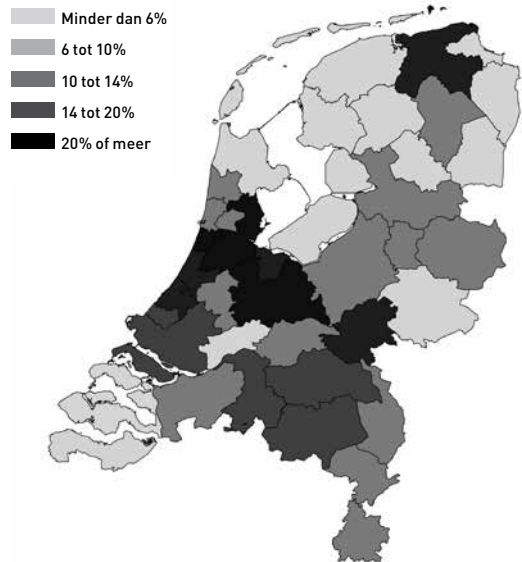 Minder dan 6%
6 tot 10%
10 tot 14%
14 tot 20%
20% of meer